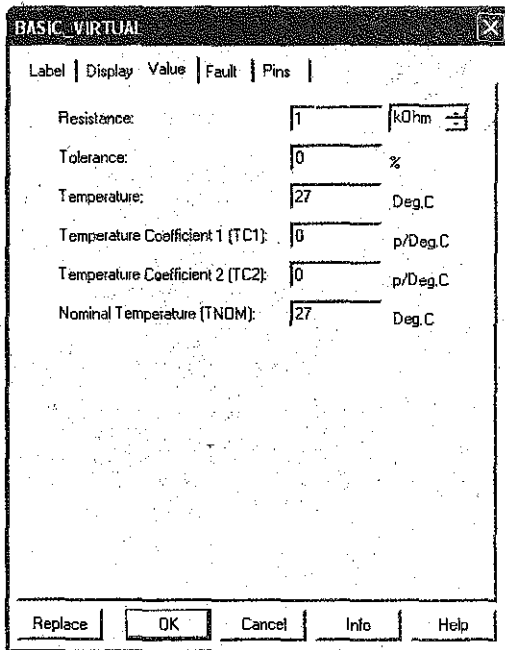 BASIC_VIRTUAL
Label Display Value Fault Pins
Resistance: 1 kOhm
Tolerance: 0 %
Temperature: 27 Deg.C
Temperature Coefficient 1 (TC1): 0 p/Deg.C
Temperature Coefficient 2 (TC2): 0 p/Deg.C
Nominal Temperature (TNOM): 27 Deg.C
Replace OK Cancel Info Help